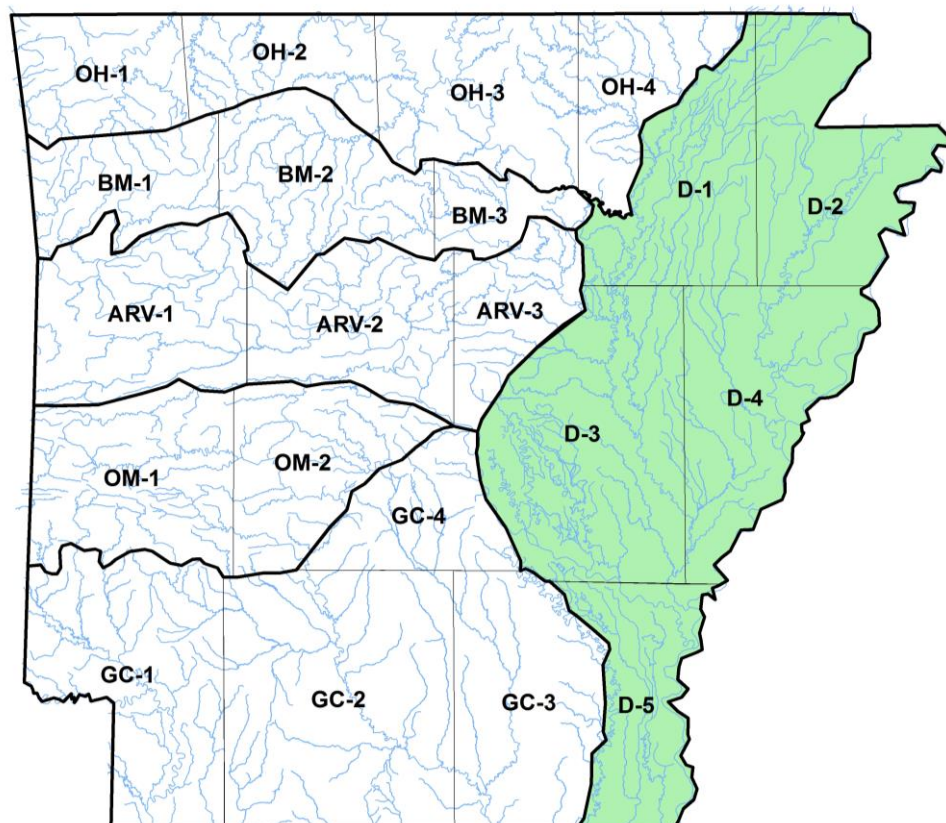 OH-1
OH-2
OH-3
OH-4
BM-1
BM-2
BM-3
D-1
D-2
ARV-1
ARV-2
ARV-3
D-3
D-4
OM-1
OM-2
GC-4
GC-1
GC-2
GC-3
D-5